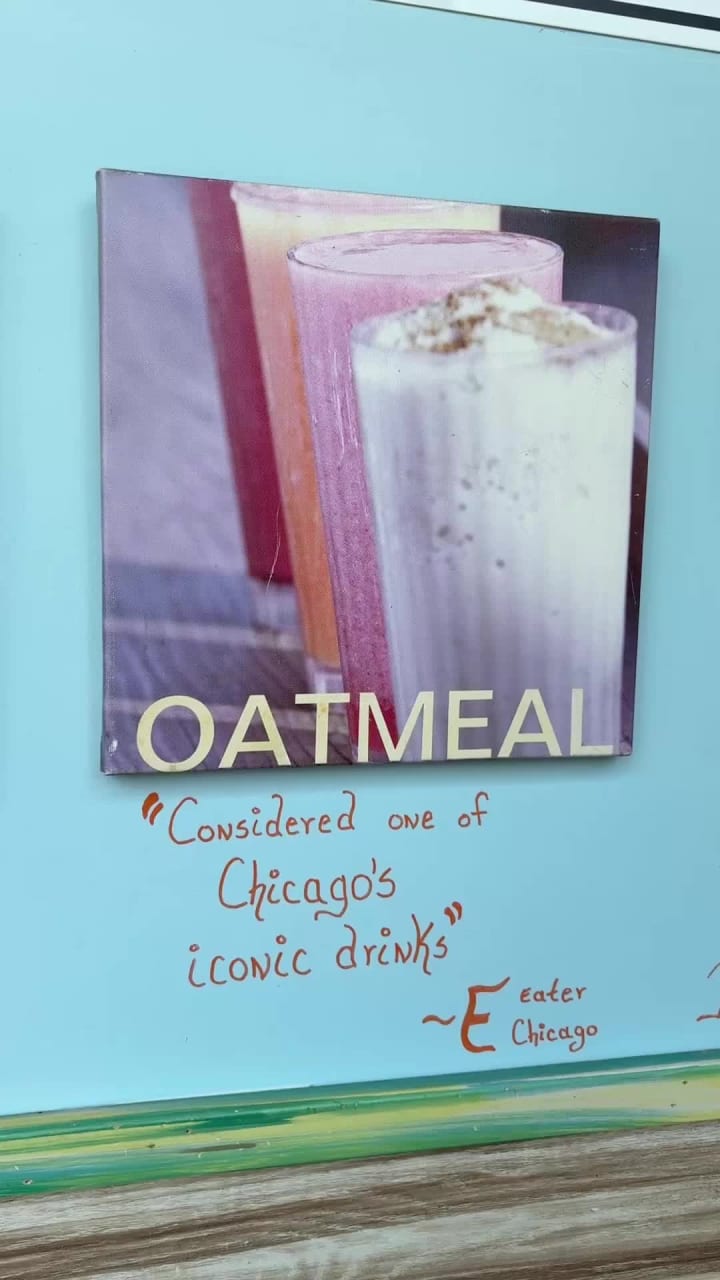 OATMEAL
"Considered one of
Chicago's
iconic drinks"
~E Eater
Chicago